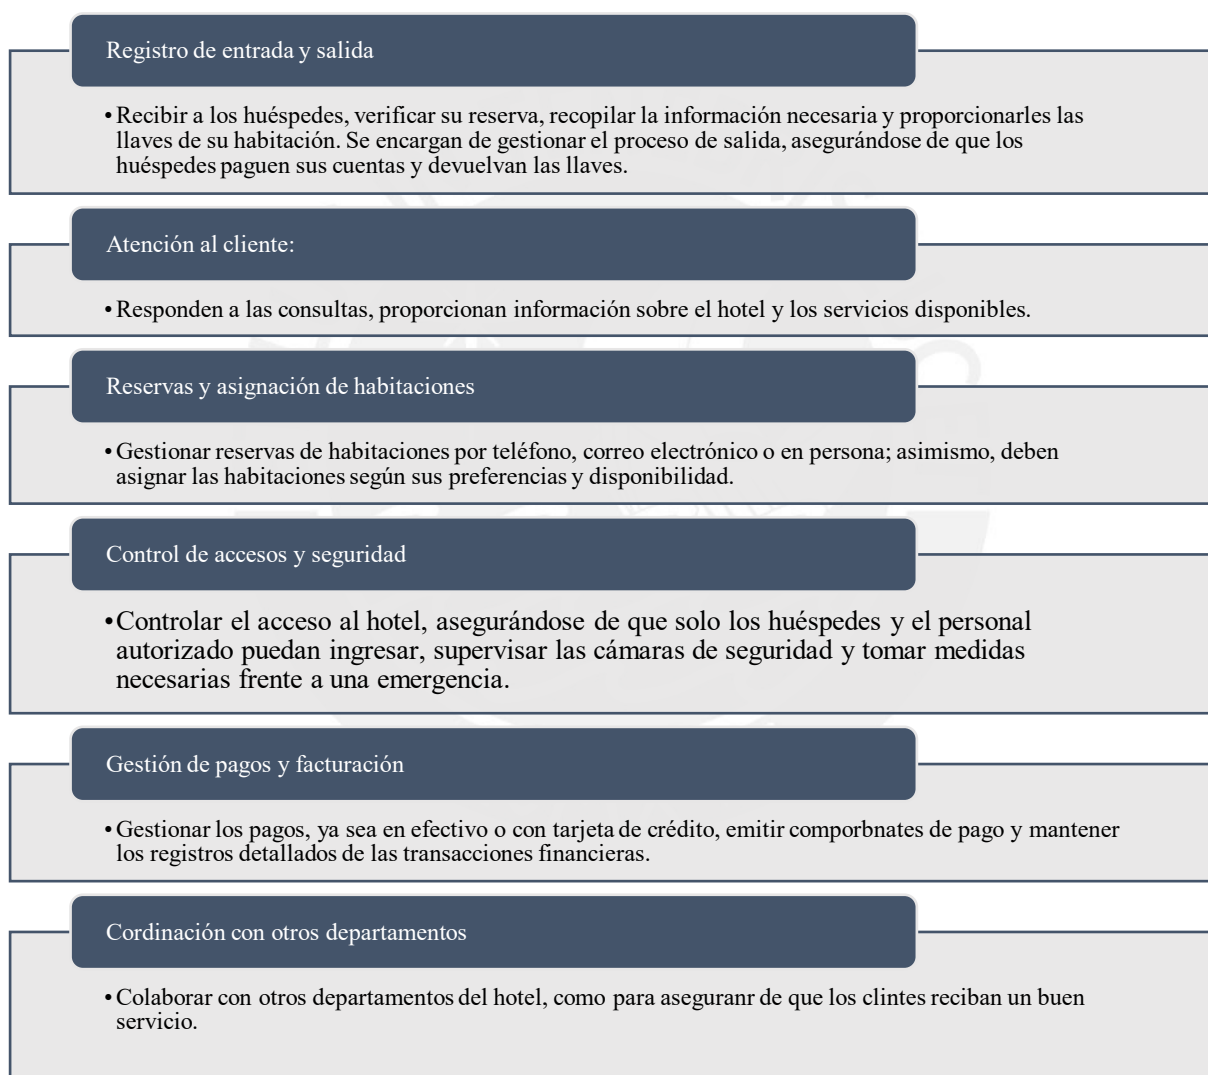 Registro de entrada y salida
• Recibir a los huéspedes, verificar su reserva, recopilar la información necesaria y proporcionarles las
llaves de su habitación. Se encargan de gestionar el proceso de salida, asegurándose de que los
huéspedes paguen sus cuentas y devuelvan las llaves.
Atención al cliente:
• Responden a las consultas, proporcionan información sobre el hotel y los servicios disponibles.
Reservas y asignación de habitaciones
• Gestionar reservas de habitaciones por teléfono, correo electrónico o en persona; asimismo, deben
asignar las habitaciones según sus preferencias y disponibilidad.
Control de accesos y seguridad
• Controlar el acceso al hotel, asegurándose de que solo los huéspedes y el personal
autorizado puedan ingresar, supervisar las cámaras de seguridad y tomar medidas
necesarias frente a una emergencia.
Gestión de pagos y facturación
• Gestionar los pagos, ya sea en efectivo o con tarjeta de crédito, emitir comporbnates de pago y mantener
los registros detallados de las transacciones financieras.
Cordinación con otros departamentos
• Colaborar con otros departamentos del hotel, como para aseguranr de que los clintes reciban un buen
servicio.